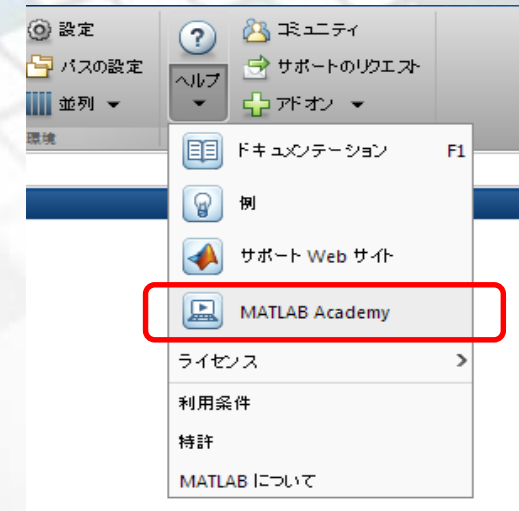 設定
パスの設定
並列
環境
ヘルプ
コミュニティ
サポートのリクエスト
アドオン
ドキュメンテーション F1
例
サポート Web サイト
MATLAB Academy
ライセンス
利用条件
特許
MATLAB について